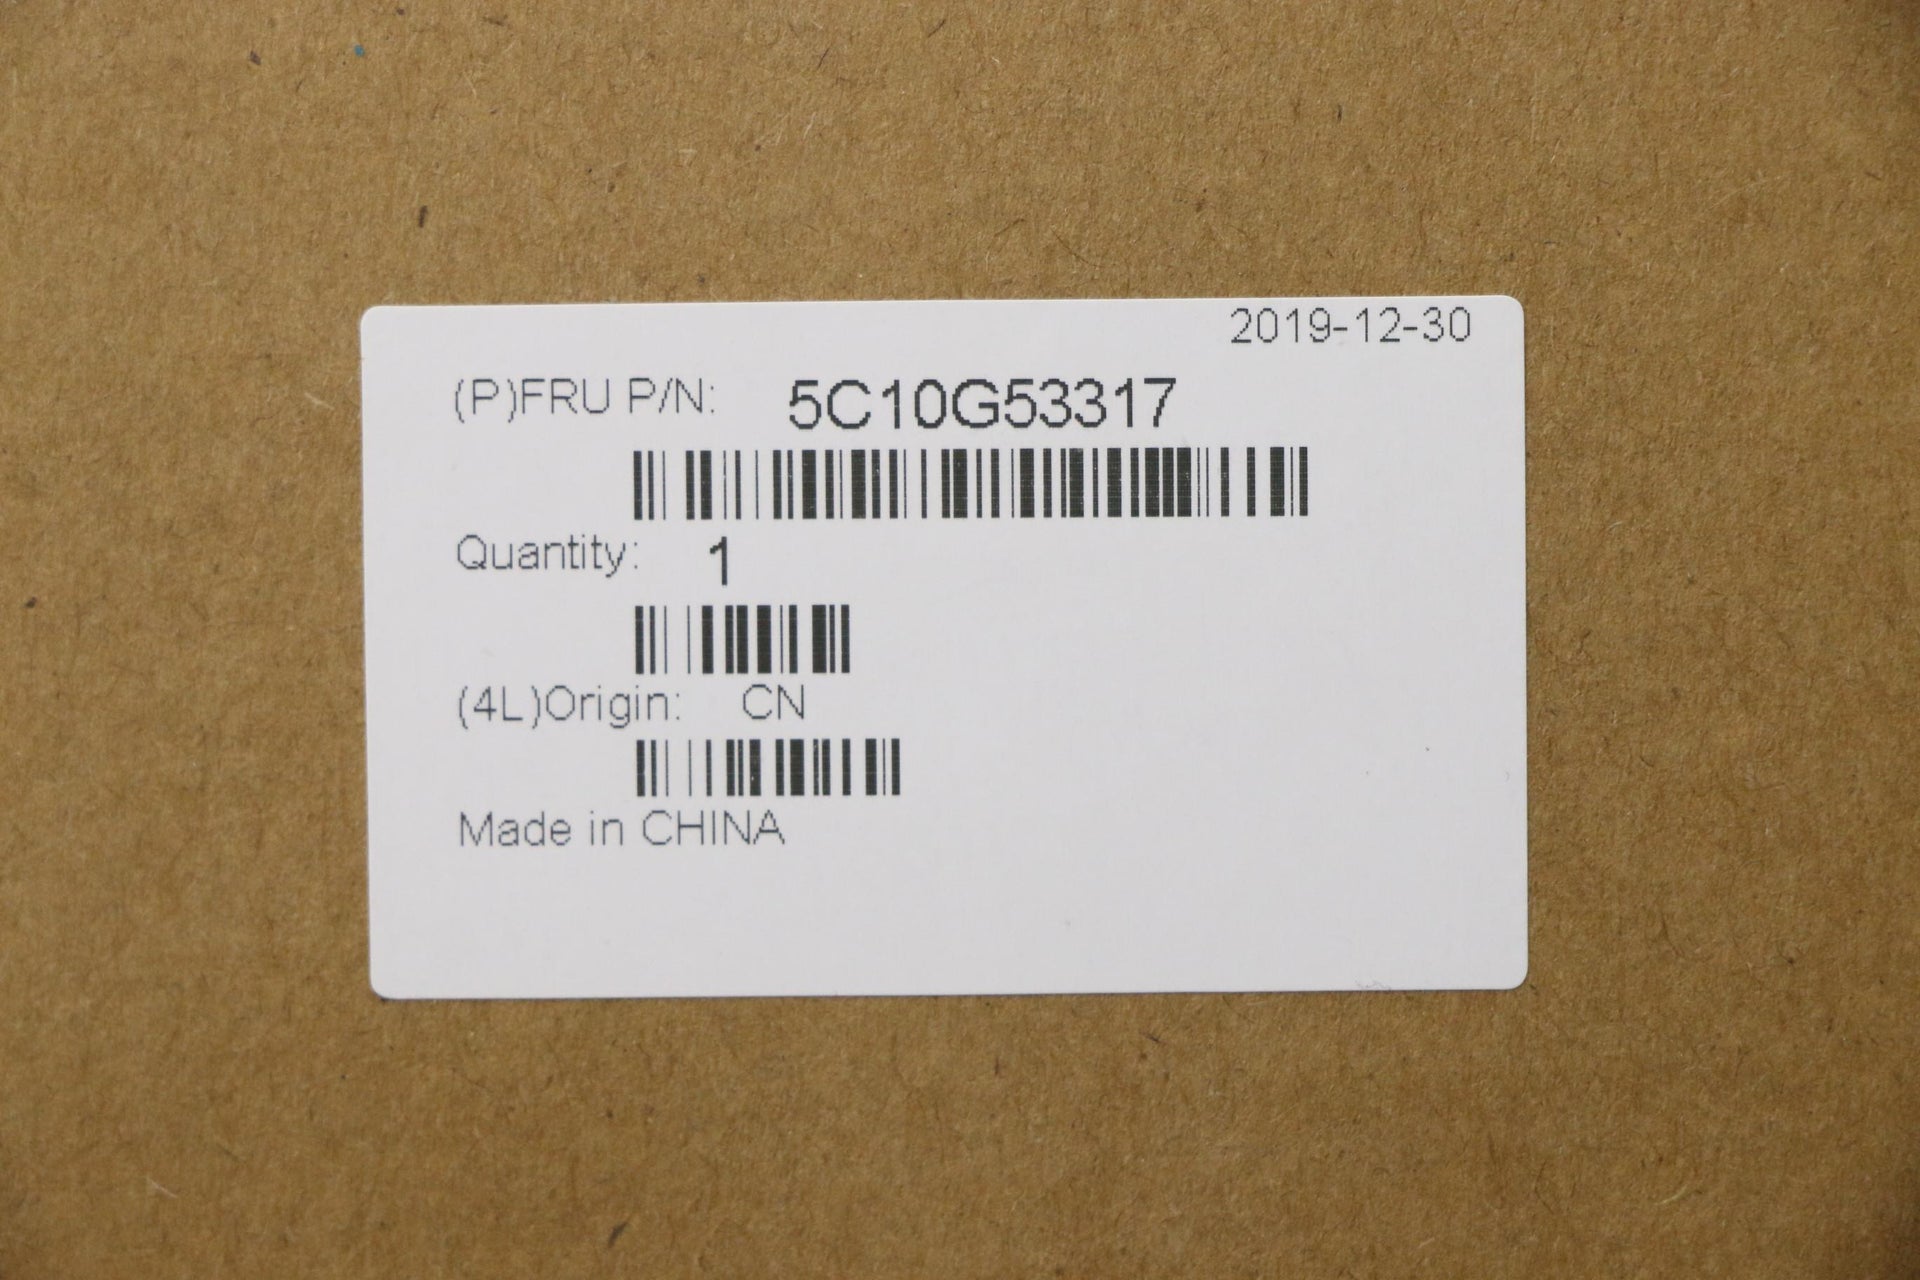 2019-12-30
(P)FRU P/N: 5C10G53317
Quantity: 1
(4L)Origin: CN
Made in CHINA